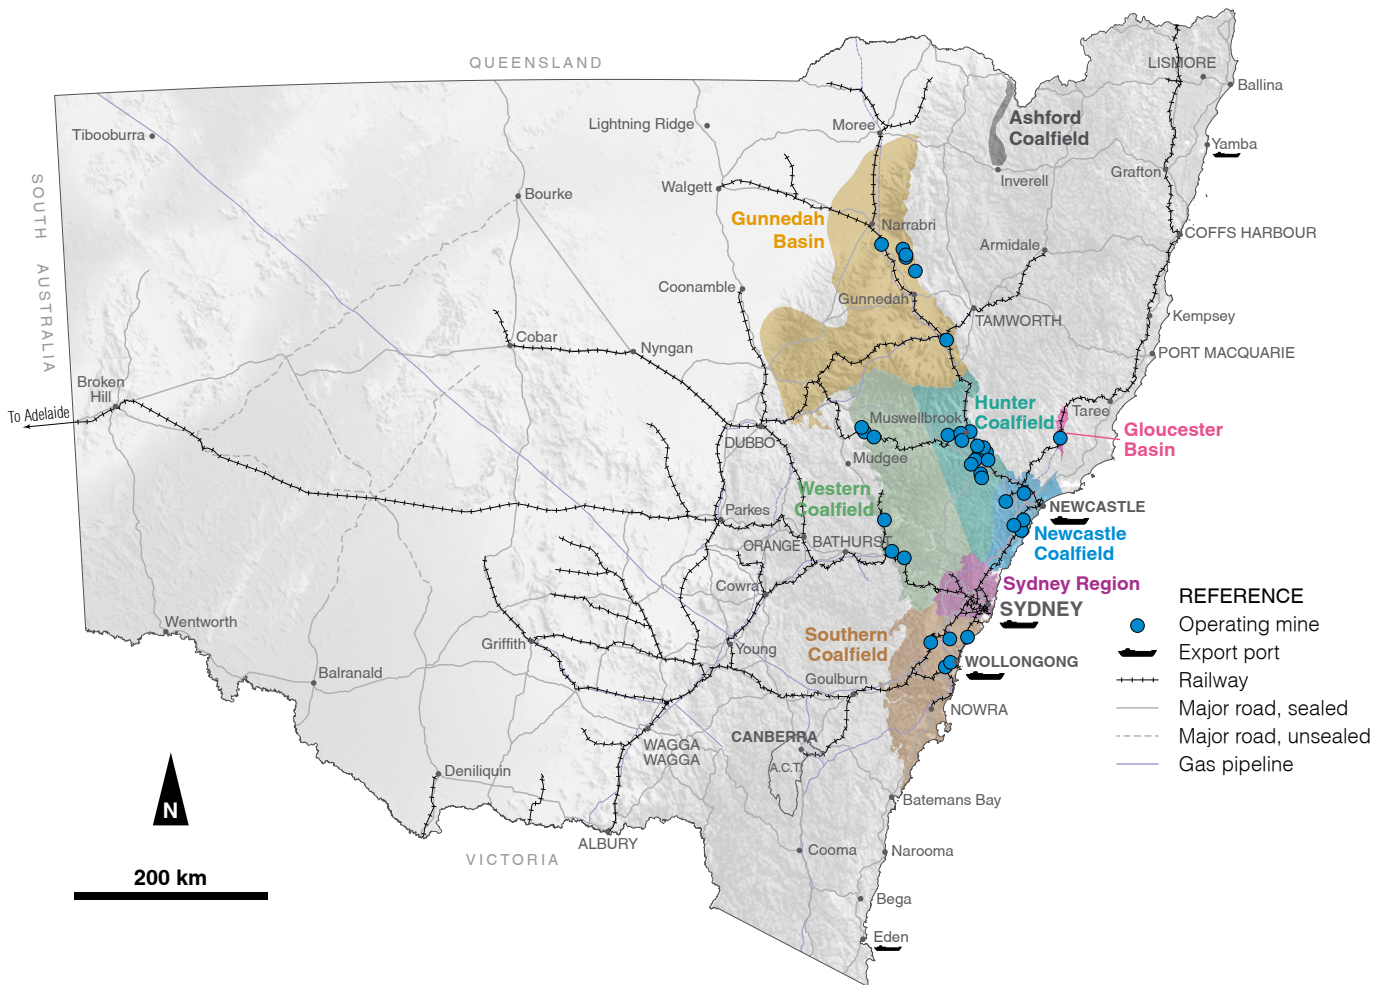 QUEENSLAND
LISMORE
Ballina
Tibooburra
Lightning Ridge
Moree
Ashford
Coalfield
Yamba
SOUTH AUSTRALIA
Bourke
Walgett
Inverell
Grafton
Gunnedah
Basin
Narrabri
Armidale
COFFS HARBOUR
Coonamble
Gunnedah
TAMWORTH
Kempsey
Cobar
Nyngan
PORT MACQUARIE
Broken
Hill
To Adelaide
Hunter
Coalfield
Muswellbrook
Taree
Gloucester
Basin
DUBBO
Mudgee
Western
Coalfield
Parkes
NEWCASTLE
ORANGE
BATHURST
Newcastle
Coalfield
Cowra
Sydney Region
SYDNEY
Wentworth
Griffith
Young
Southern
Coalfield
WOLLONGONG
Balranald
Goulburn
NOWRA
CANBERRA
A.C.T.
WAGGA
WAGGA
Deniliquin
Batemans Bay
ALBURY
VICTORIA
Cooma
Narooma
Bega
Eden
N
200 km
REFERENCE
Operating mine
Export port
Railway
Major road, sealed
Major road, unsealed
Gas pipeline